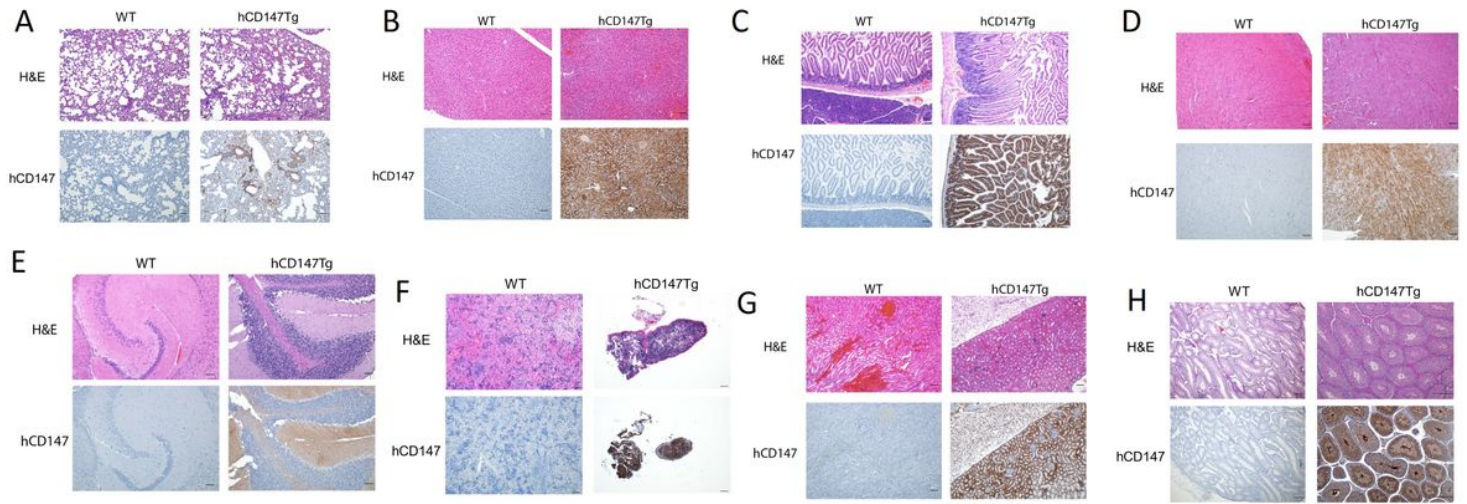 A
WT
hCD147Tg
H&E
hCD147
B
WT
hCD147Tg
H&E
hCD147
C
WT
hCD147Tg
H&E
hCD147
D
WT
hCD147Tg
H&E
hCD147
E
WT
hCD147Tg
H&E
hCD147
F
WT
hCD147Tg
H&E
hCD147
G
WT
hCD147Tg
H&E
hCD147
H
WT
hCD147Tg
H&E
hCD147